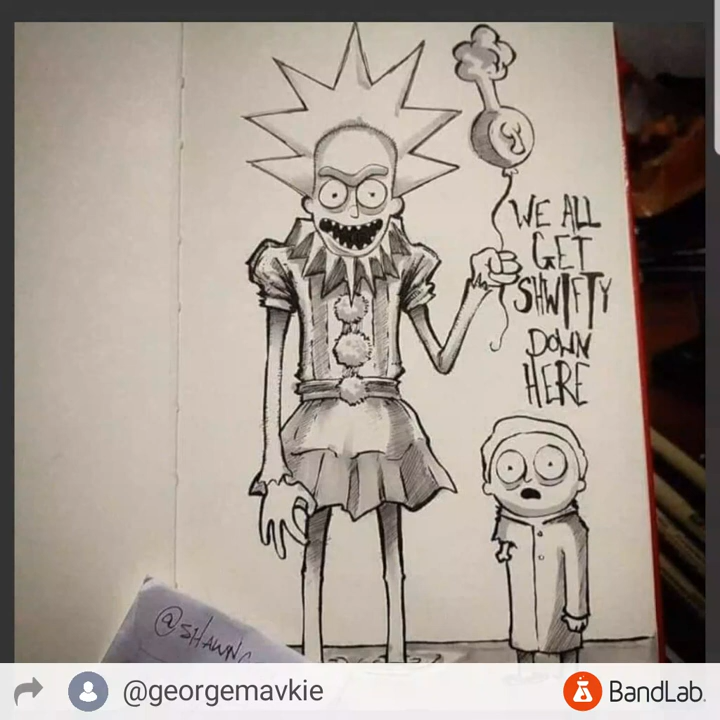 WE ALL
GET
SHWIFTY
DOWN
HERE
@georgemavkie
BandLab.